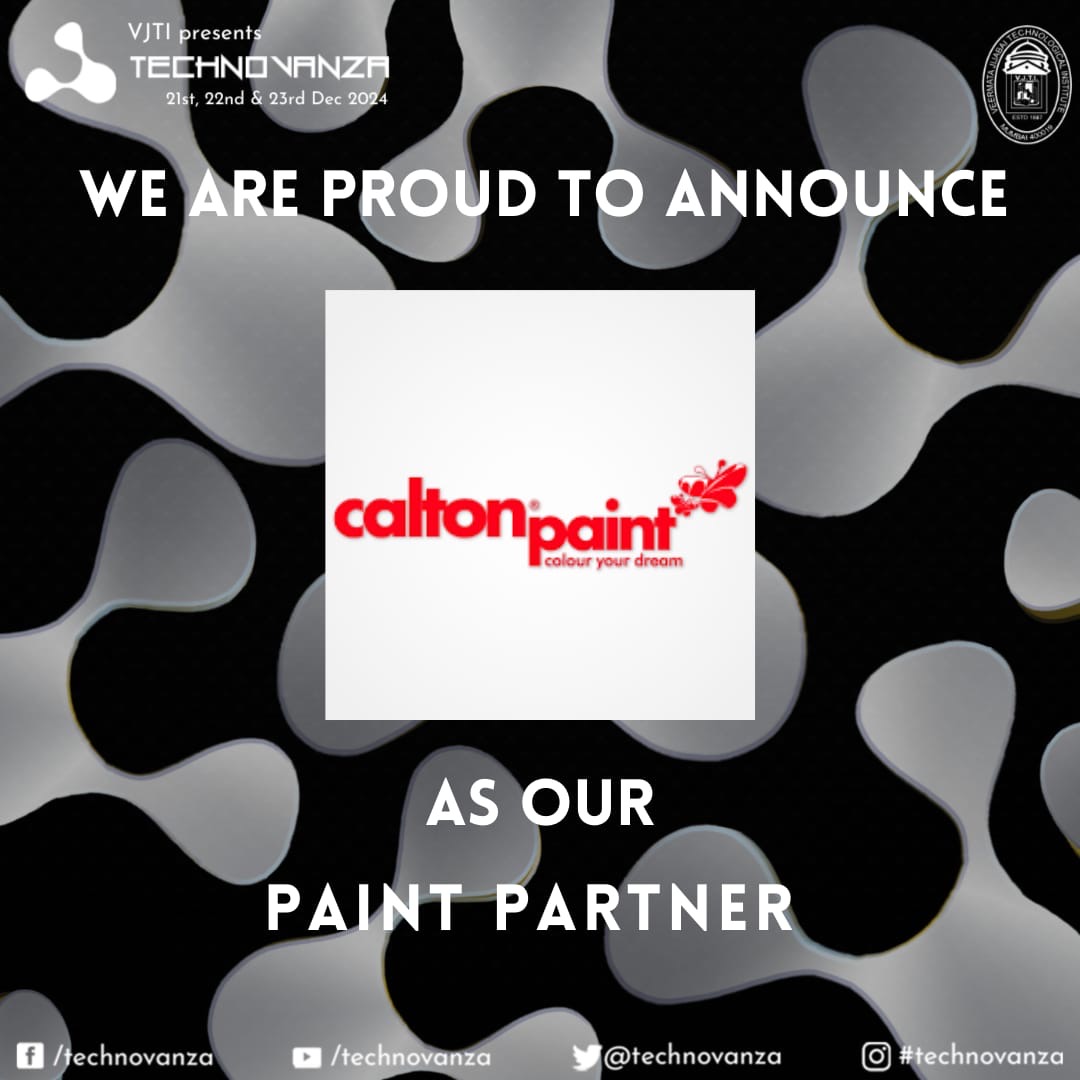 VJTI presents
TECHNOVANZA
21st, 22nd & 23rd Dec 2024
VEERMATA JIJABAI TECHNOLOGICAL INSTITUTE
V.J.T.I.
ESTD 1887
MUMBAI 400019
WE ARE PROUD TO ANNOUNCE
calton®paint
colour your dream
AS OUR
PAINT PARTNER
/technovanza /technovanza @technovanza #technovanza